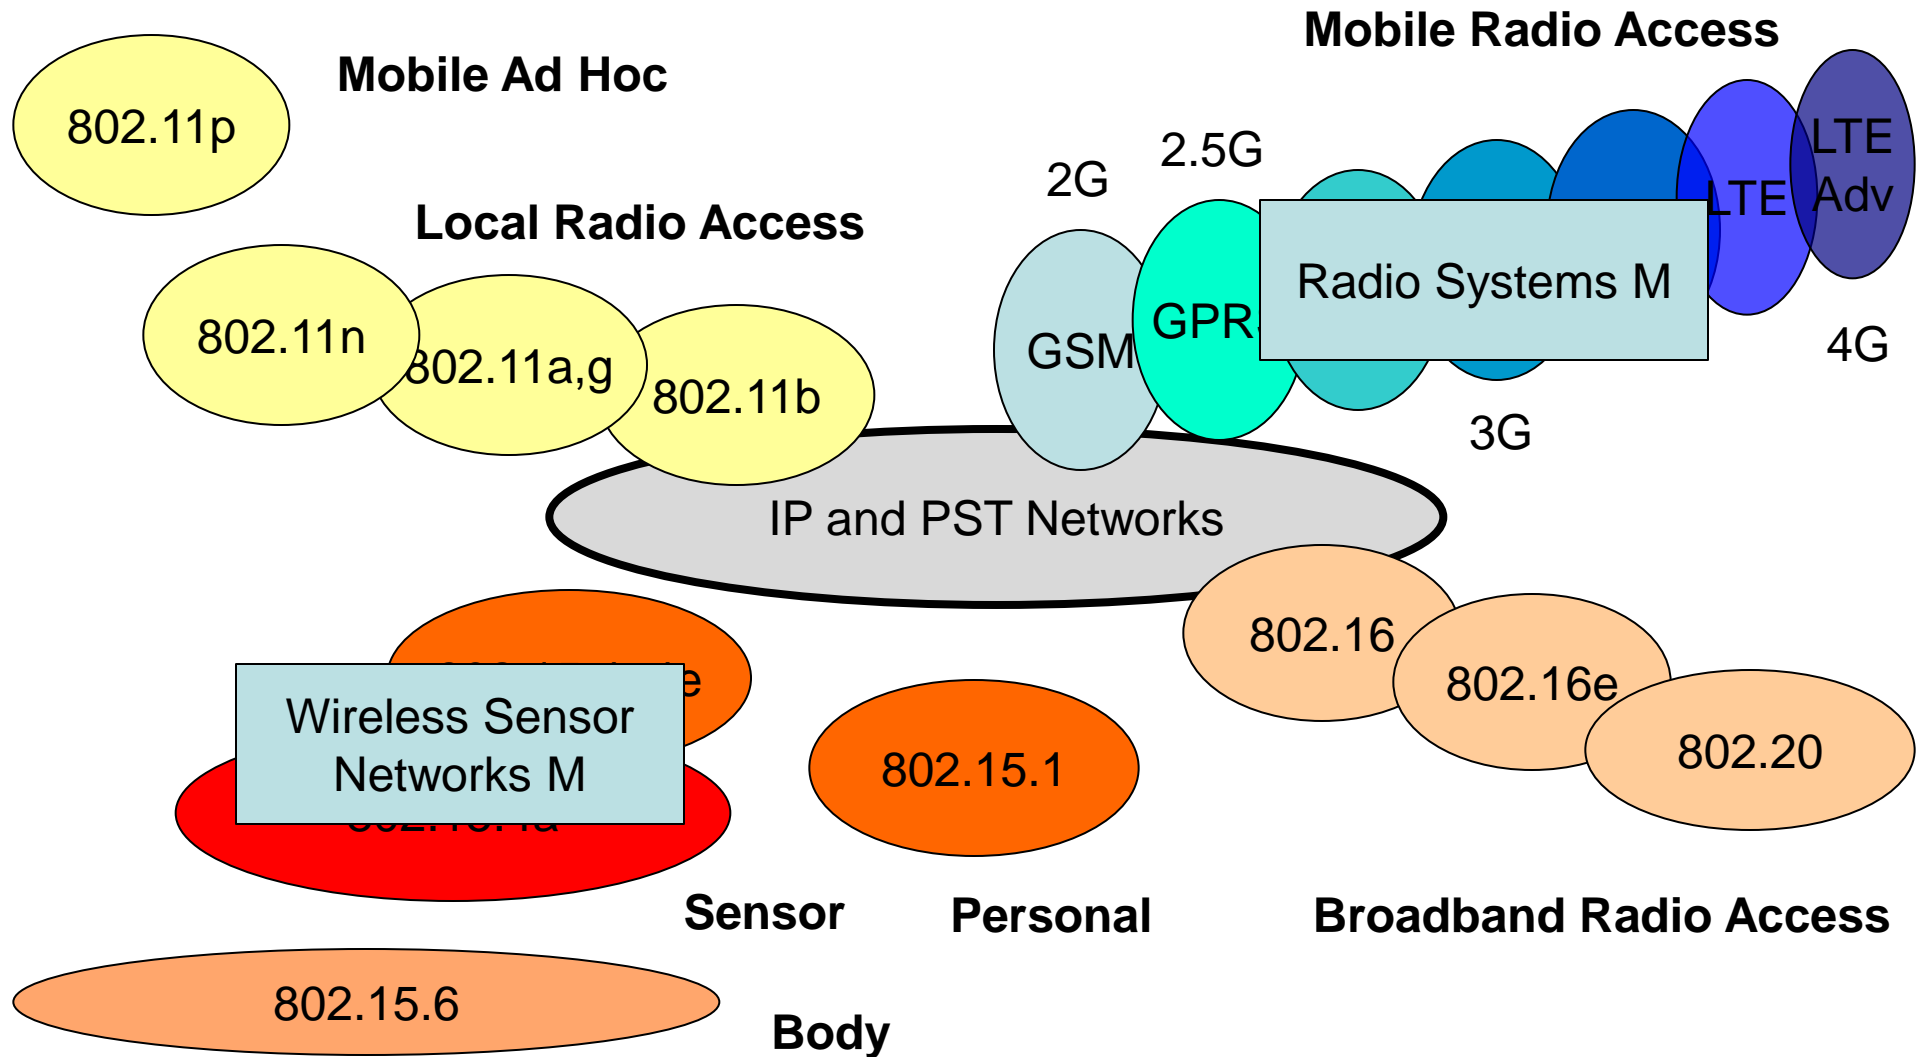 Mobile Radio Access
Mobile Ad Hoc
802.11p
LTE
Adv
2.5G
2G
LTE
Local Radio Access
Radio Systems M
GPRS
GSM
4G
802.11n
802.11a,g
802.11b
3G
IP and PST Networks
802.16
802.16e
802.20
Wireless Sensor
Networks M
802.15.1
Sensor
Personal
Broadband Radio Access
802.15.6
Body